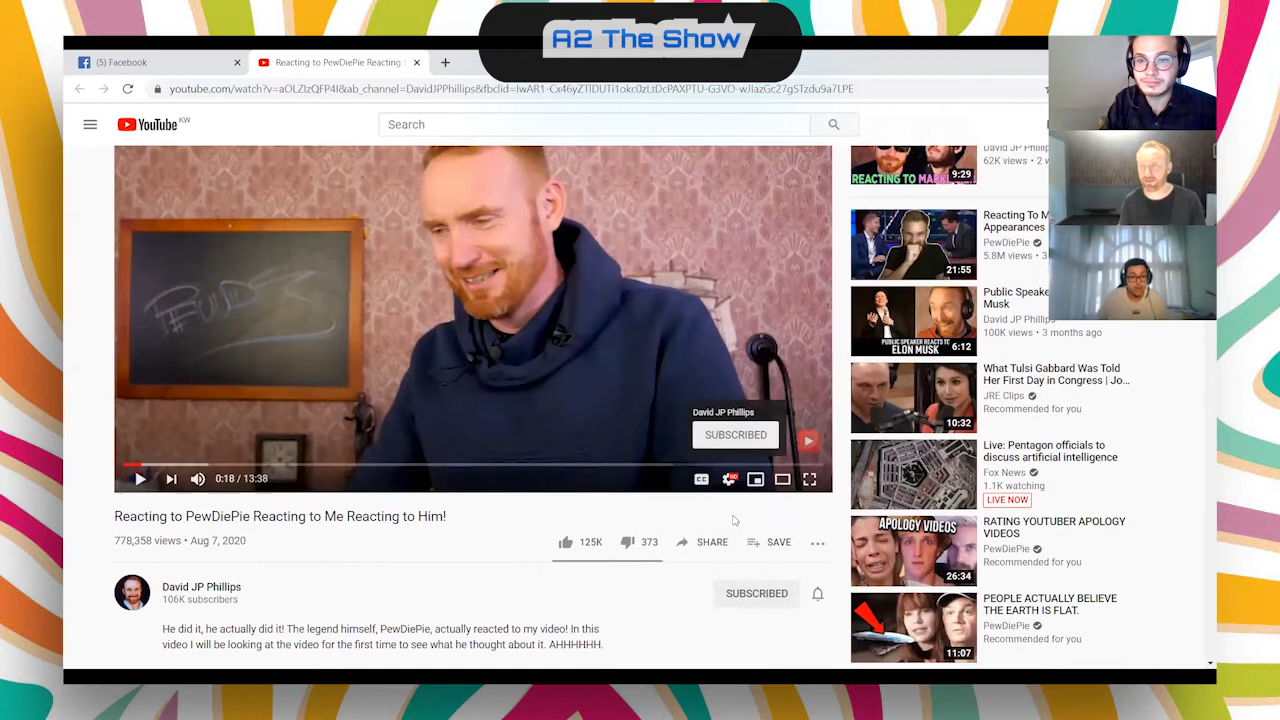 A2 The Show
(5) Facebook
Reacting to PewDiePie Reacting
youtube.com/watch?v=aOLZIzQFP4I&ab_channel=DavidJPPhillips&fbclid=IwAR1-Cx46yZTlDUTi1okc0zLtDcPAXPTU-G3VO-wJIazGc27gSTzdu9a7LPE
YouTube KW
Search
David JP Phillips
SUBSCRIBED
0:18 / 13:38
CC
HD
Reacting to PewDiePie Reacting to Me Reacting to Him!
778,358 views • Aug 7, 2020
125K
373
SHARE
SAVE
David JP Phillips
106K subscribers
SUBSCRIBED
He did it, he actually did it! The legend himself, PewDiePie, actually reacted to my video! In this
video I will be looking at the video for the first time to see what he thought about it. AHHHHHH.
REACTING TO MARK
9:29
David JP Phillip
62K views • 2
21:55
Reacting To M
Appearances
PewDiePie
5.8M views • 3
PUBLIC SPEAKER REACTS TO
ELON MUSK
6:12
Public Speake
Musk
David JP Phillips
100K views • 3 months ago
10:32
What Tulsi Gabbard Was Told
Her First Day in Congress | Jo...
JRE Clips
Recommended for you
Live: Pentagon officials to
discuss artificial intelligence
Fox News
1.1K watching
LIVE NOW
APOLOGY VIDEOS
26:34
RATING YOUTUBER APOLOGY
VIDEOS
PewDiePie
Recommended for you
11:07
PEOPLE ACTUALLY BELIEVE
THE EARTH IS FLAT.
PewDiePie
Recommended for you